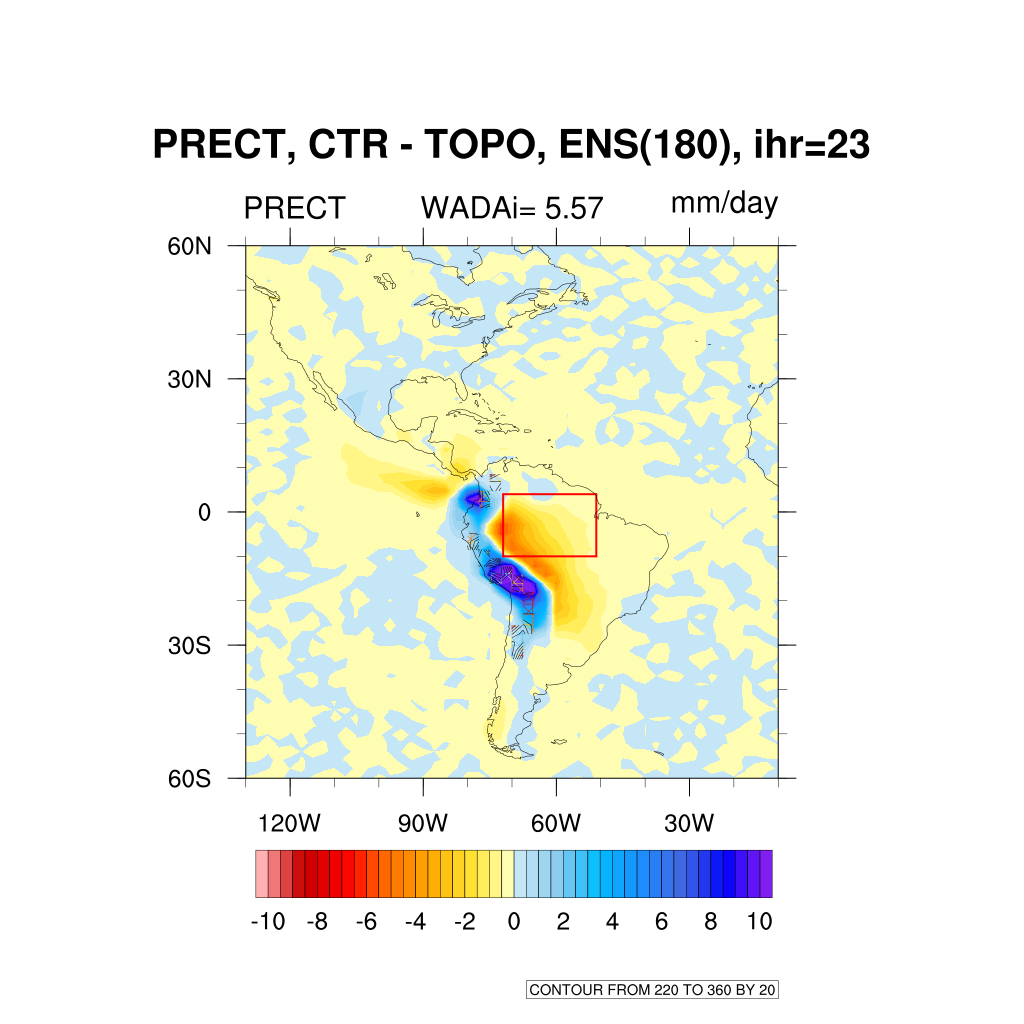 PRECT, CTR - TOPO, ENS(180), ihr=23
PRECT WADAi= 5.57 mm/day
60N
30N
0
30S
60S
120W 90W 60W 30W
-10 -8 -6 -4 -2 0 2 4 6 8 10
CONTOUR FROM 220 TO 360 BY 20